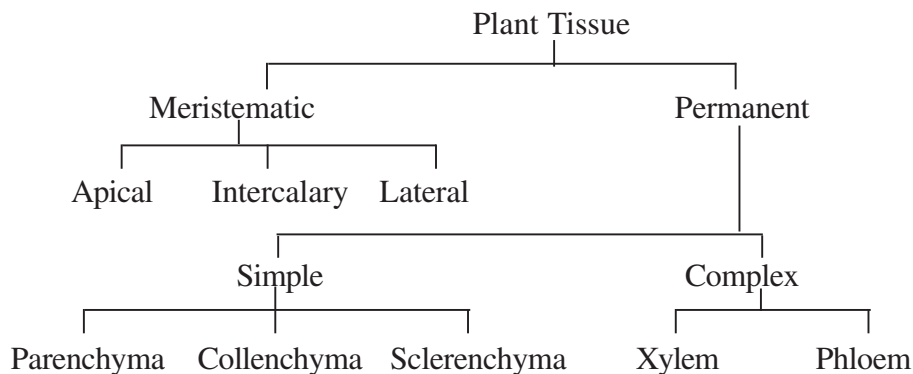 Plant Tissue
Meristematic Permanent
Apical Intercalary Lateral
Simple Complex
Parenchyma Collenchyma Sclerenchyma Xylem Phloem